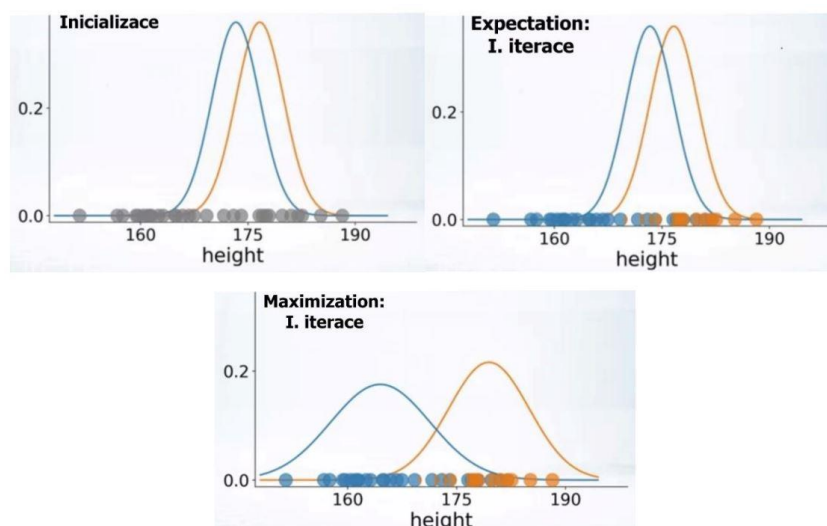 Inicializace
0.2
0.0
160 175 190
height
Expectation:
I. iterace
0.2
0.0
160 175 190
height
Maximization:
I. iterace
0.2
0.0
160 175 190
height